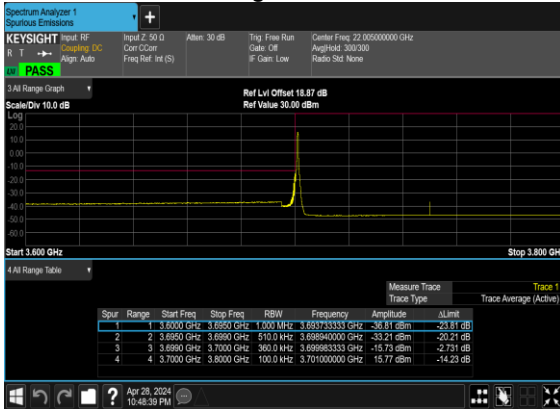 Spectrum Analyzer 1
Spurious Emissions
+
KEYSIGHT Input: RF Input Z: 50 Ω Atten: 30 dB Trig: Free Run Center Freq: 22.005000000 GHz
R T Coupling: DC Corr CCorr Gate: Off Avg|Hold: 300/300
Align: Auto Freq Ref: Int (S) IF Gain: Low Radio Std: None
PASS
3 All Range Graph
Ref Lvl Offset 18.87 dB
Scale/Div 10.0 dB Ref Value 30.00 dBm
Log
20.0
10.0
0.00
-10.0
-20.0
-30.0
-40.0
-50.0
-60.0
Start 3.600 GHz Stop 3.800 GH
4 All Range Table
Measure Trace Trace 1
Trace Type Trace Average (Active)
Spur Range Start Freq Stop Freq RBW Frequency Amplitude ΔLimit
1 1 3.6000 GHz 3.6950 GHz 1.000 MHz 3.693733333 GHz -36.81 dBm -23.81 dB
2 2 3.6950 GHz 3.6990 GHz 510.0 kHz 3.698940000 GHz -33.21 dBm -20.21 dB
3 3 3.6990 GHz 3.7000 GHz 360.0 kHz 3.699983333 GHz -15.73 dBm -2.731 dB
4 4 3.7000 GHz 3.8000 GHz 100.0 kHz 3.701000000 GHz 15.77 dBm -14.23 dB
? Apr 28, 2024
10:48:39 PM